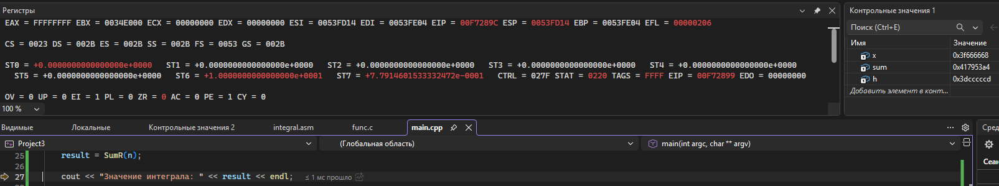 Регистры
EAX = FFFFFFFF EBX = 0034E000 ECX = 00000000 EDX = 00000000 ESI = 0053FD14 EDI = 0053FE04 EIP = 00F7289C ESP = 0053FD14 EBP = 0053FE04 EFL = 00000206
CS = 0023 DS = 002B ES = 002B SS = 002B FS = 0053 GS = 002B
ST0 = +0.0000000000000000e+0000 ST1 = +0.0000000000000000e+0000 ST2 = +0.0000000000000000e+0000 ST3 = +0.0000000000000000e+0000 ST4 = +0.0000000000000000e+0000
ST5 = +0.0000000000000000e+0000 ST6 = +1.0000000000000000e+0001 ST7 = +7.7914601533332472e-0001 CTRL = 027F STAT = 0220 TAGS = FFFF EIP = 00F72899 EDO = 00000000
OV = 0 UP = 0 EI = 1 PL = 0 ZR = 0 AC = 0 PE = 1 CY = 0
100 %
Контрольные значения 1
Поиск (Ctrl+E)
Имя Значение
x 0x3f666668
sum 0x417953a4
h 0x3dcccccd
Добавить элемент в конт...
Видимые Локальные Контрольные значения 2 integral.asm func.c main.cpp
Project3 (Глобальная область) main(int argc, char ** argv)
25 result = SumR(n);
26
27 cout << "Значение интеграла: " << result << endl; ≤ 1 мс прошло
Сред
Сеан